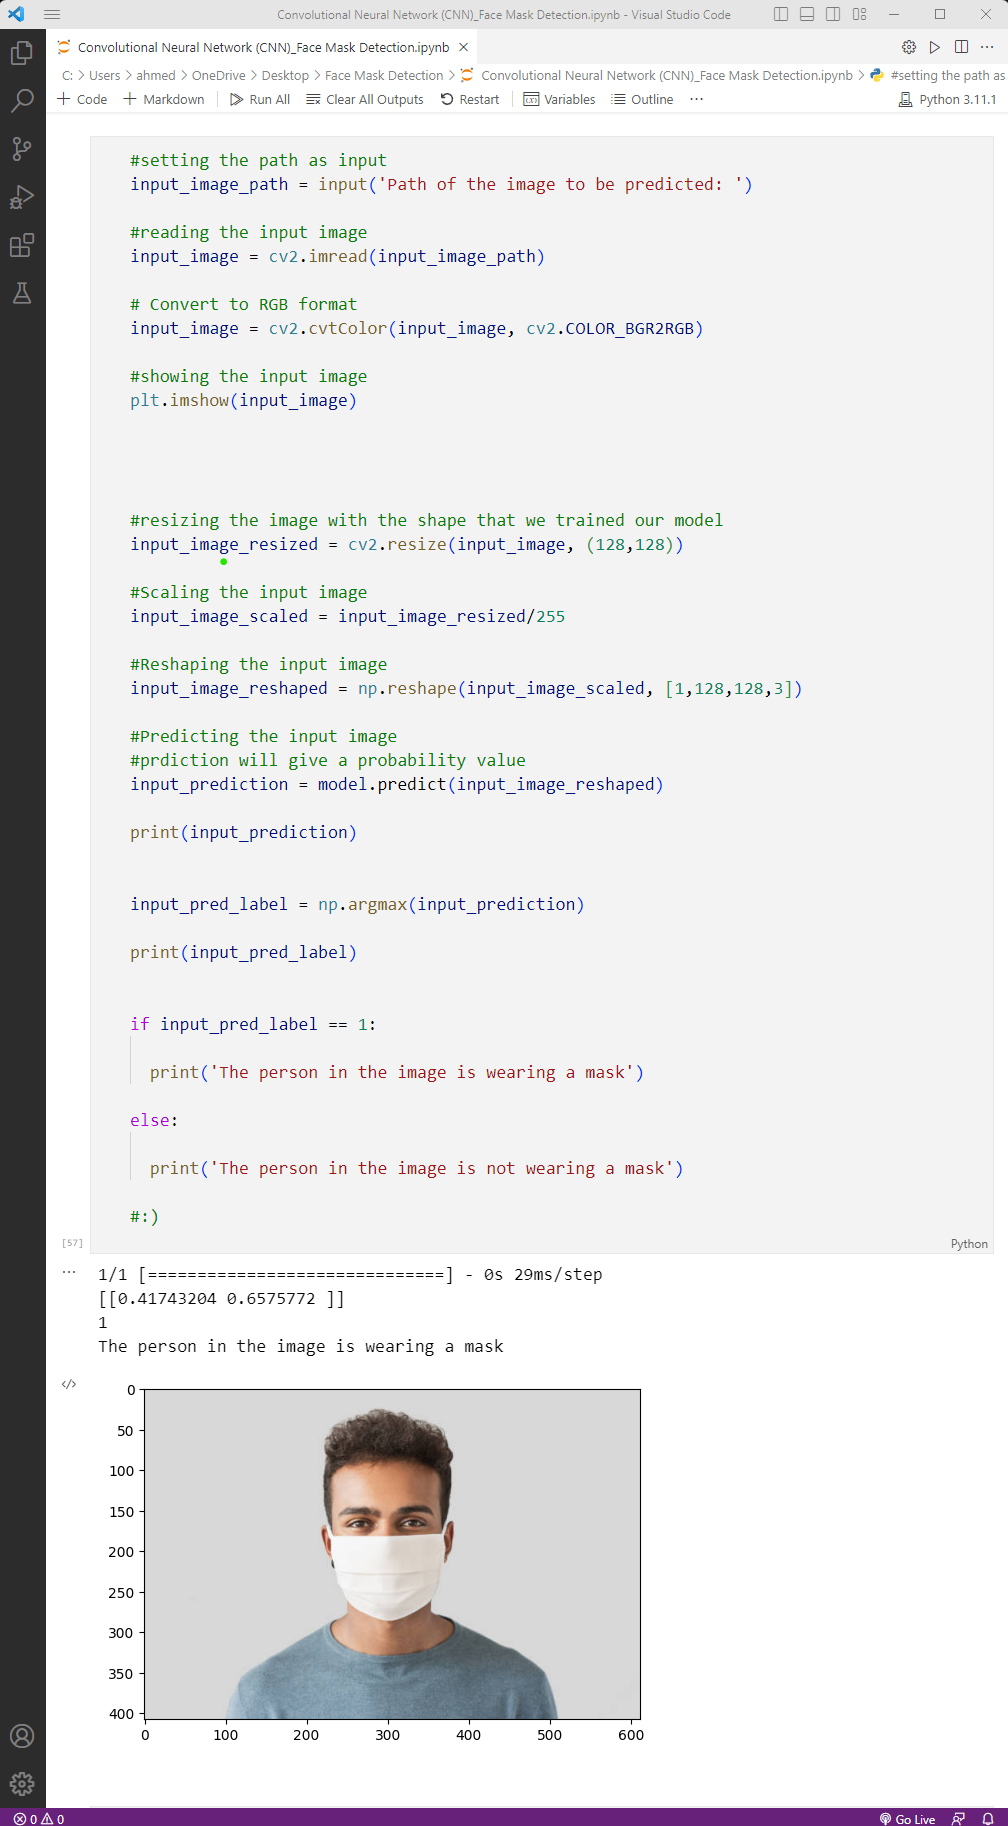 Convolutional Neural Network (CNN)_Face Mask Detection.ipynb - Visual Studio Code
Convolutional Neural Network (CNN)_Face Mask Detection.ipynb
C: > Users > ahmed > OneDrive > Desktop > Face Mask Detection > Convolutional Neural Network (CNN)_Face Mask Detection.ipynb > #setting the path as
+ Code + Markdown Run All Clear All Outputs Restart Variables Outline ... Python 3.11.1
#setting the path as input
input_image_path = input('Path of the image to be predicted: ')
#reading the input image
input_image = cv2.imread(input_image_path)
# Convert to RGB format
input_image = cv2.cvtColor(input_image, cv2.COLOR_BGR2RGB)
#showing the input image
plt.imshow(input_image)
#resizing the image with the shape that we trained our model
input_image_resized = cv2.resize(input_image, (128,128))
#Scaling the input image
input_image_scaled = input_image_resized/255
#Reshaping the input image
input_image_reshaped = np.reshape(input_image_scaled, [1,128,128,3])
#Predicting the input image
#prdiction will give a probability value
input_prediction = model.predict(input_image_reshaped)
print(input_prediction)
input_pred_label = np.argmax(input_prediction)
print(input_pred_label)
if input_pred_label == 1:
print('The person in the image is wearing a mask')
else:
print('The person in the image is not wearing a mask')
#:)
[57]
Python
... 1/1 [==============================] - 0s 29ms/step
[[0.41743204 0.6575772 ]]
1
The person in the image is wearing a mask
0
50
100
150
200
250
300
350
400
0 100 200 300 400 500 600
0 0 Go Live